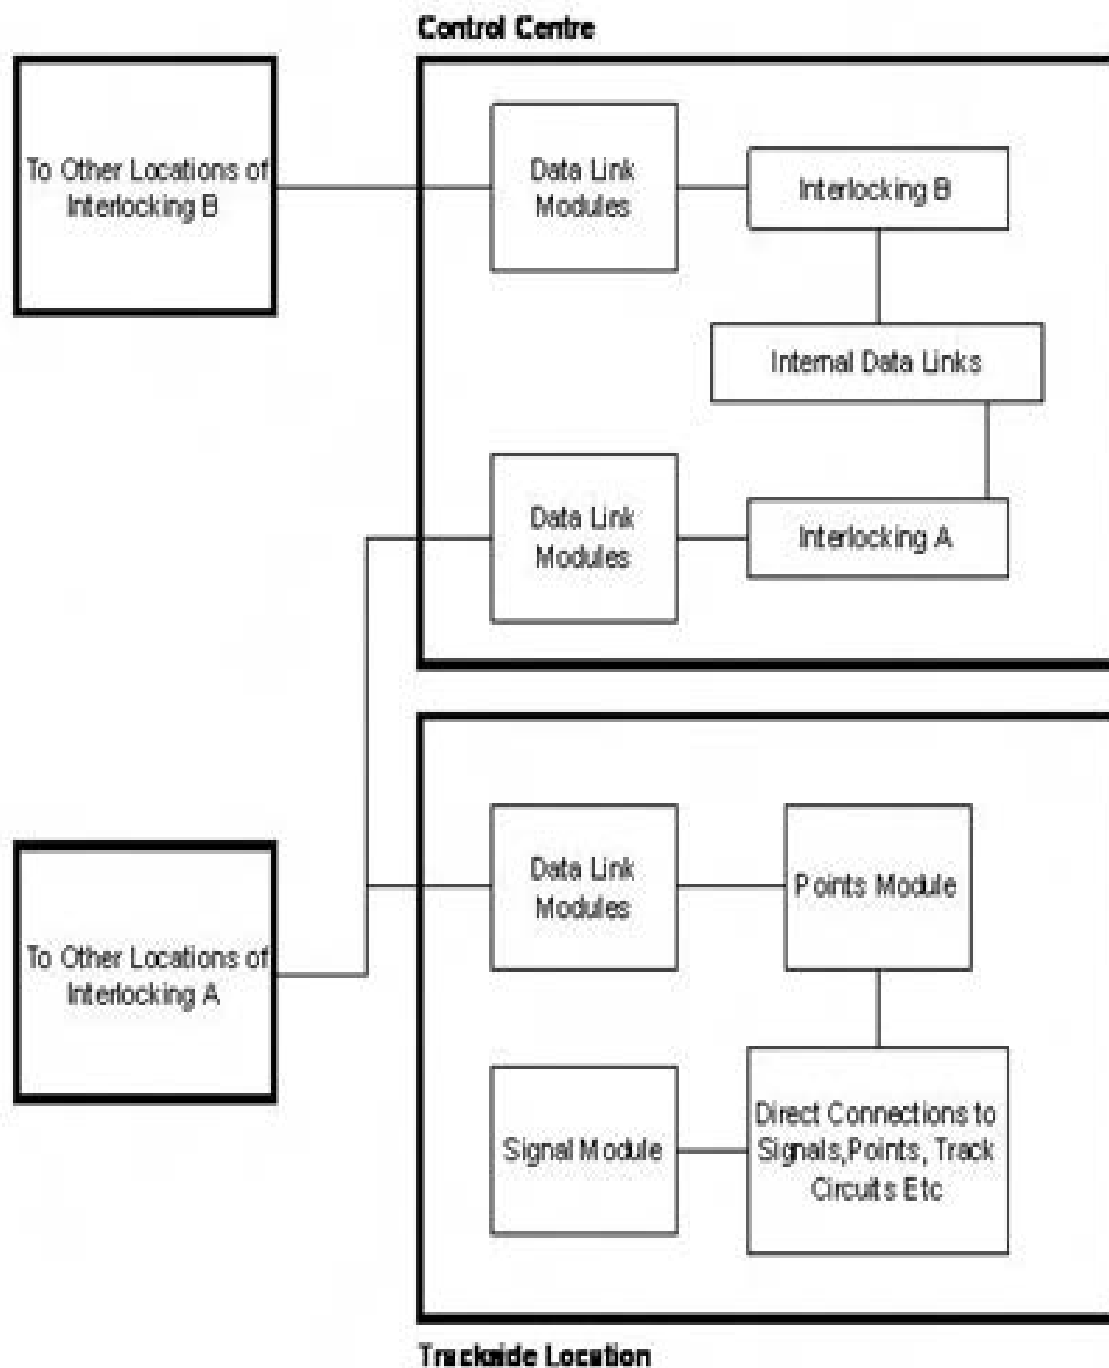 Control Centre
To Other Locations of
Interlocking B
Data Link
Modules
Interlocking B
Internal Data Links
Data Link
Modules
Interlocking A
To Other Locations of
Interlocking A
Data Link
Modules
Points Module
Signal Module
Direct Connections to
Signals,Points, Track
Circuits Etc
Trackside Location